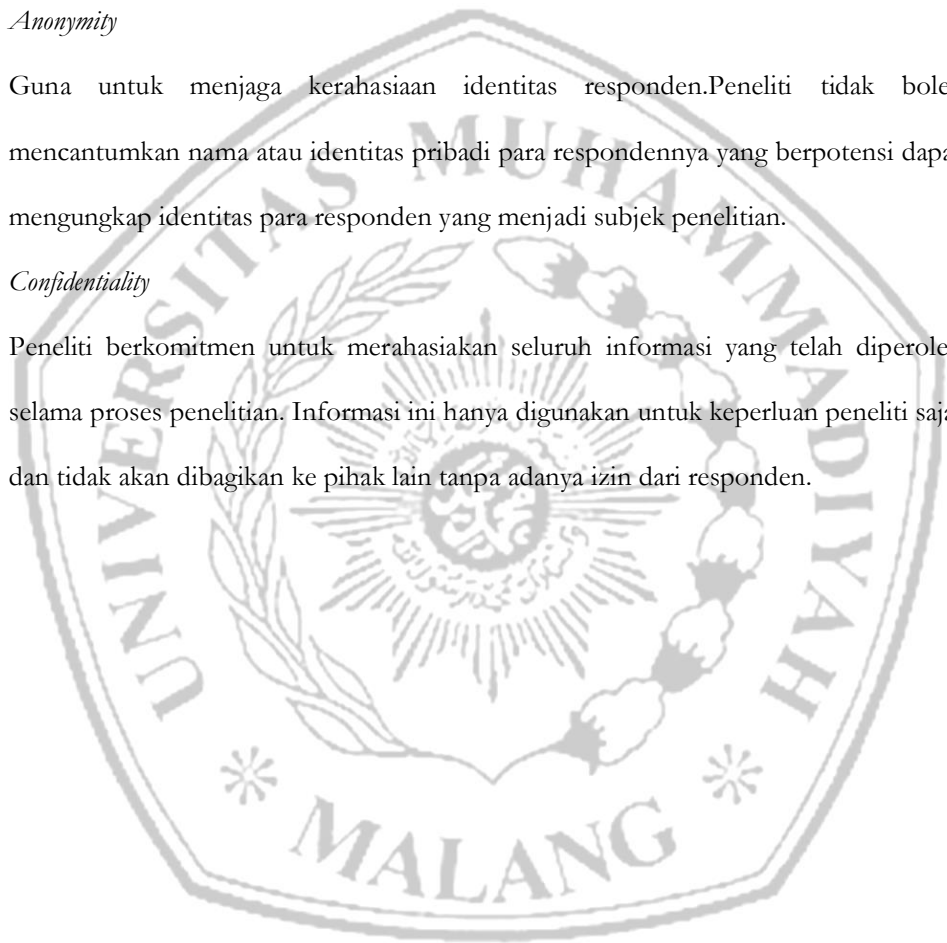 Anonymity
Guna untuk menjaga kerahasiaan identitas responden.Peneliti tidak bole
mencantumkan nama atau identitas pribadi para respondennya yang berpotensi dapa
mengungkap identitas para responden yang menjadi subjek penelitian.
Confidentiality
Peneliti berkomitmen untuk merahasiakan seluruh informasi yang telah diperole
selama proses penelitian. Informasi ini hanya digunakan untuk keperluan peneliti saja
dan tidak akan dibagikan ke pihak lain tanpa adanya izin dari responden.
UNIVERSITAS MUHAMMADIYAH
MALANG